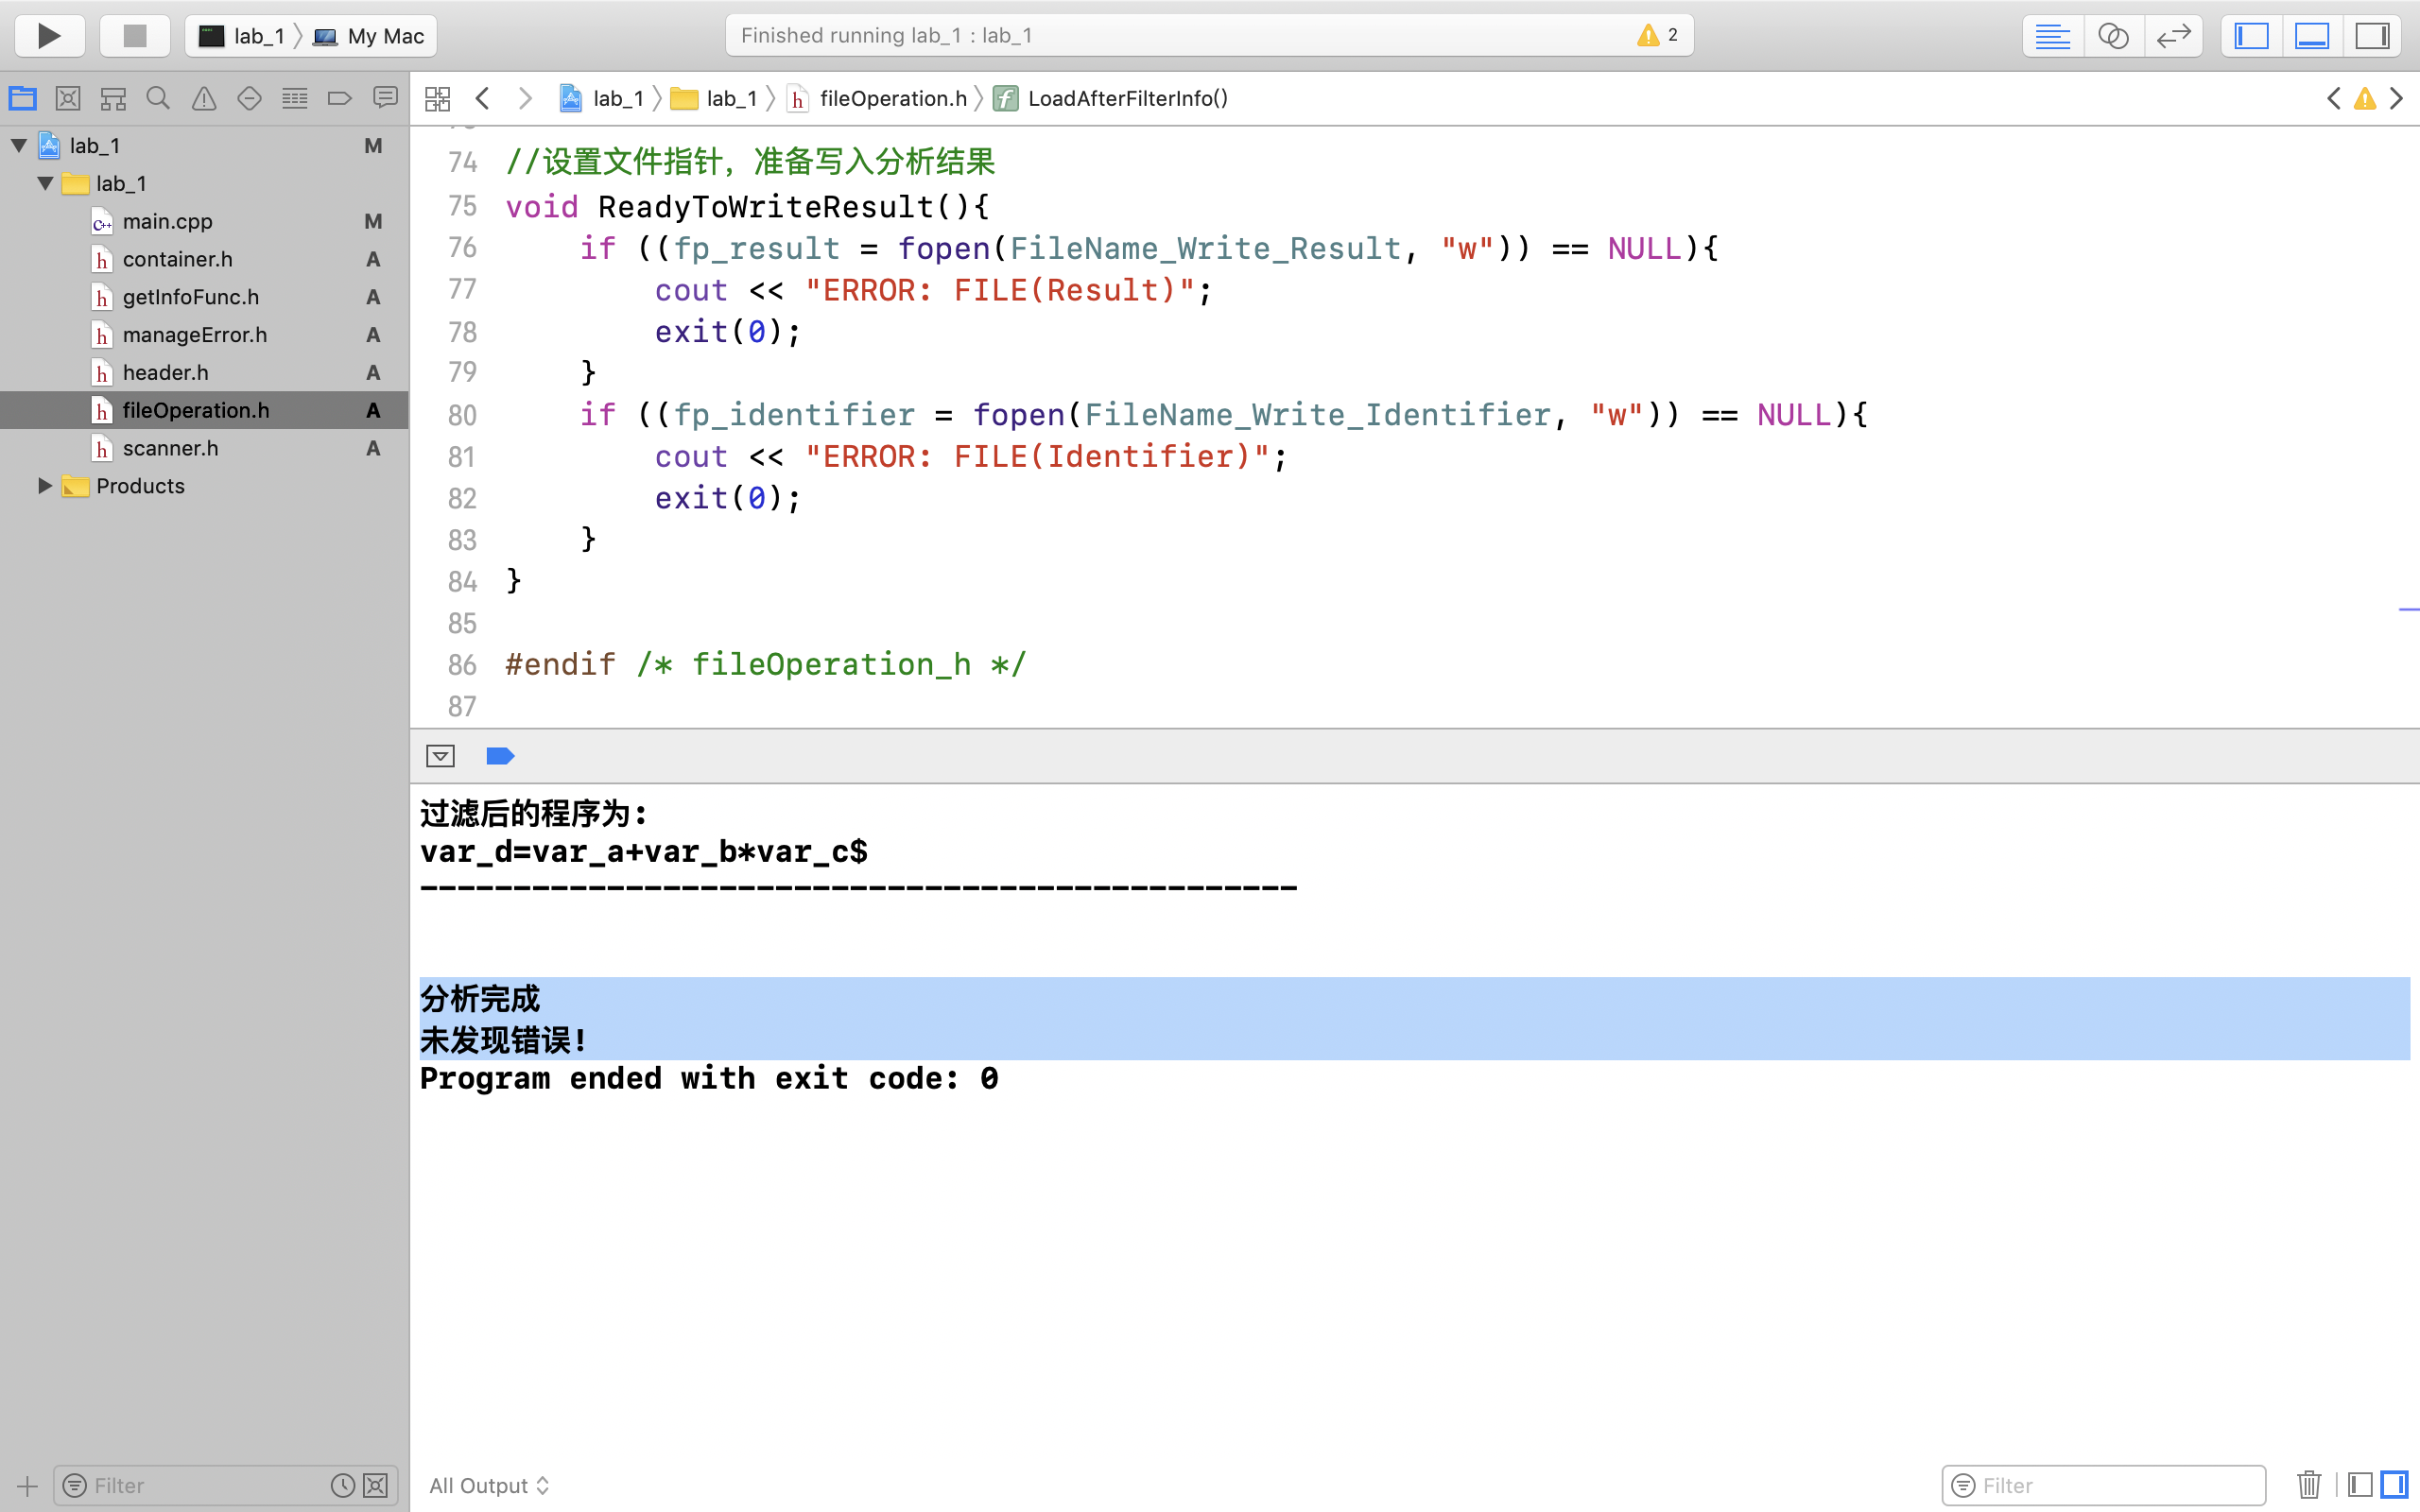 lab_1 My Mac
Finished running lab_1 : lab_1
2
lab_1 lab_1 h fileOperation.h f LoadAfterFilterInfo()
lab_1 M
lab_1
main.cpp M
h container.h A
h getInfoFunc.h A
h manageError.h A
h header.h A
h fileOperation.h A
h scanner.h A
Products
74 //设置文件指针，准备写入分析结果
75 void ReadyToWriteResult(){
76 if ((fp_result = fopen(FileName_Write_Result, "w")) == NULL){
77 cout << "ERROR: FILE(Result)";
78 exit(0);
79 }
80 if ((fp_identifier = fopen(FileName_Write_Identifier, "w")) == NULL){
81 cout << "ERROR: FILE(Identifier)";
82 exit(0);
83 }
84 }
85
86 #endif /* fileOperation_h */
87
过滤后的程序为:
var_d=var_a+var_b*var_c$
-----------------------------------------------
分析完成
未发现错误!
Program ended with exit code: 0
Filter
All Output
Filter